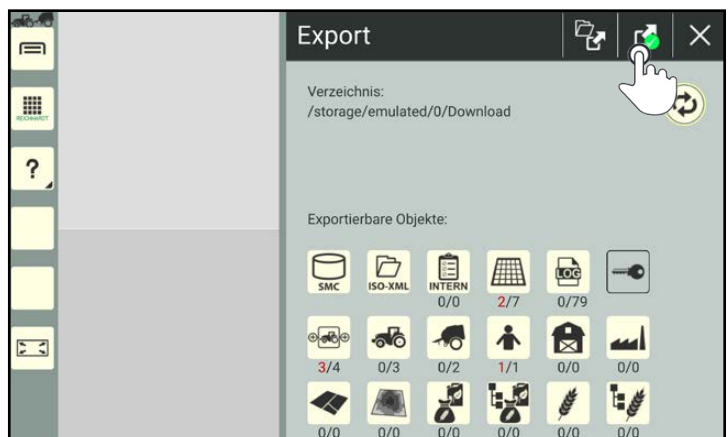 Export
Verzeichnis:
/storage/emulated/0/Download
REICHHARDT
?
Exportierbare Objekte:
SMC ISO-XML INTERN LOG
0/0 2/7 0/79
3/4 0/3 0/2 1/1 0/0 0/0
0/0 0/0 0/0 0/0 0/0 0/0